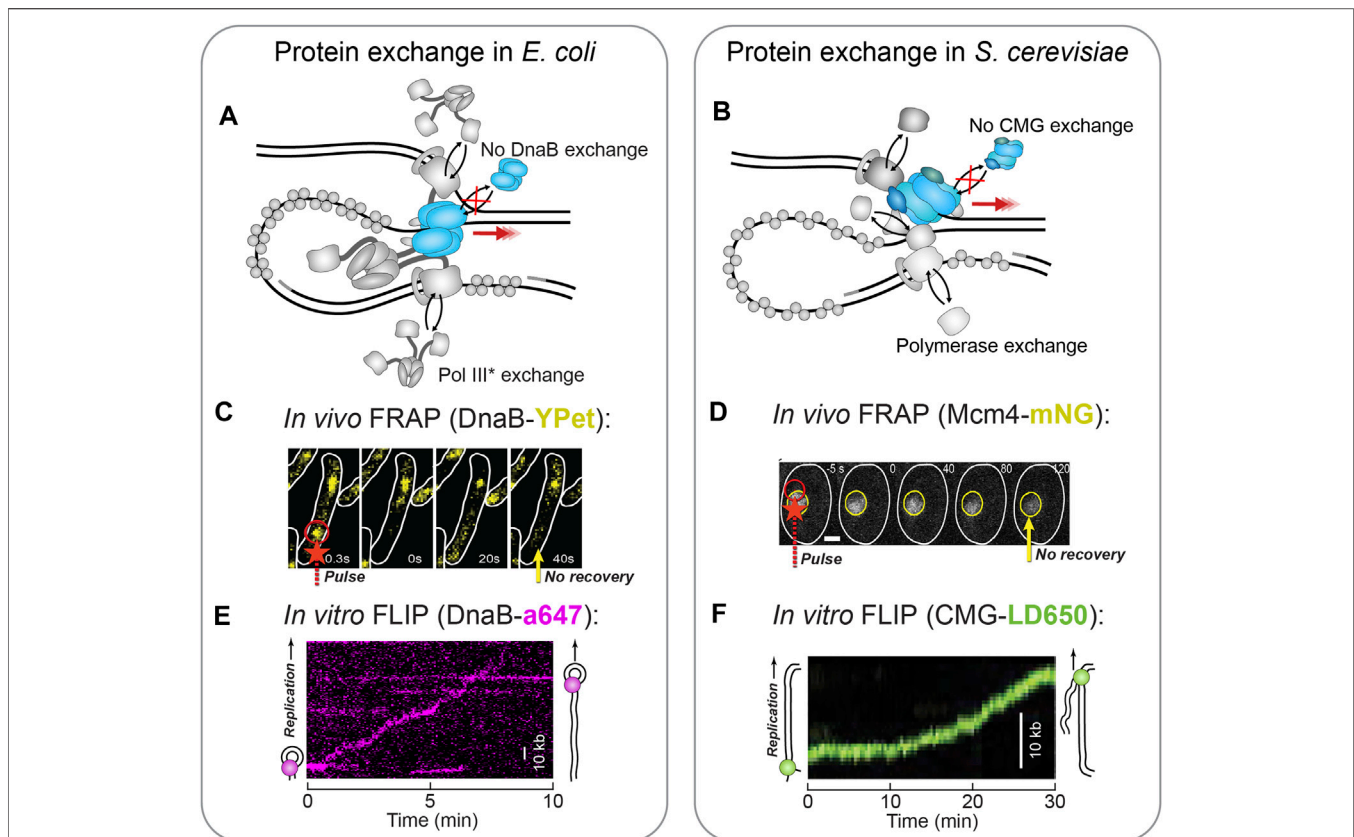 Protein exchange in E. coli
A
No DnaB exchange
Pol III* exchange
C
In vivo FRAP (DnaB-YPet):
0.3s
0s
20s
40s
Pulse
No recovery
E
In vitro FLIP (DnaB-a647):
Replication
10 kb
0
5
10
Time (min)
Protein exchange in S. cerevisiae
B
No CMG exchange
Polymerase exchange
D
In vivo FRAP (Mcm4-mNG):
-5 s
0
40
80
120
Pulse
No recovery
F
In vitro FLIP (CMG-LD650):
Replication
10 kb
0
10
20
30
Time (min)